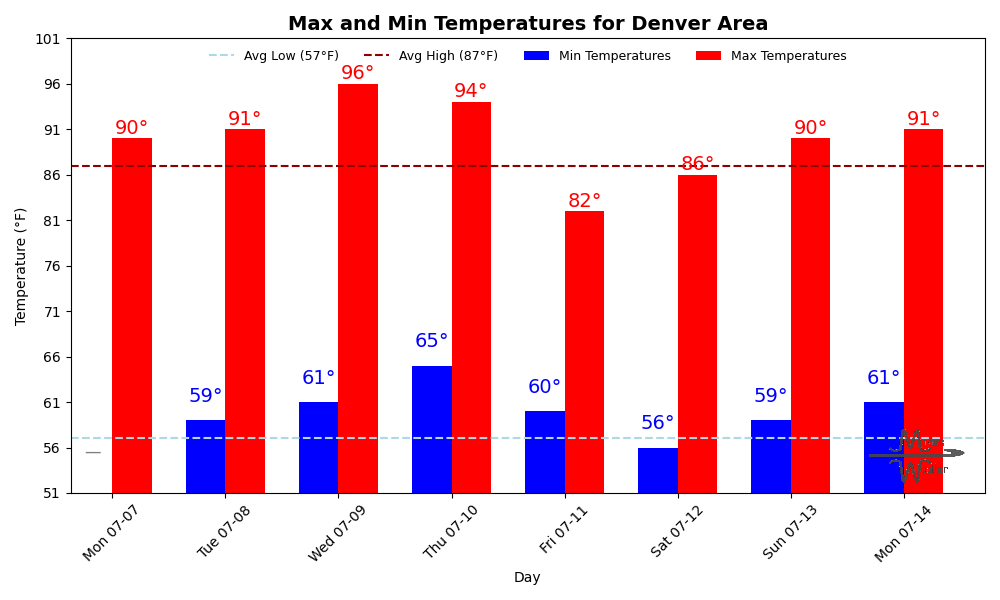 Max and Min Temperatures for Denver Area
Avg Low (57°F) Avg High (87°F) Min Temperatures Max Temperatures
101
96
91
86
81
76
71
66
61
56
51
Temperature (°F)
90° 91° 96° 94° 82° 86° 90° 91°
— 59° 61° 65° 60° 56° 59° 61°
Mon 07-07 Tue 07-08 Wed 07-09 Thu 07-10 Fri 07-11 Sat 07-12 Sun 07-13 Mon 07-14
Day